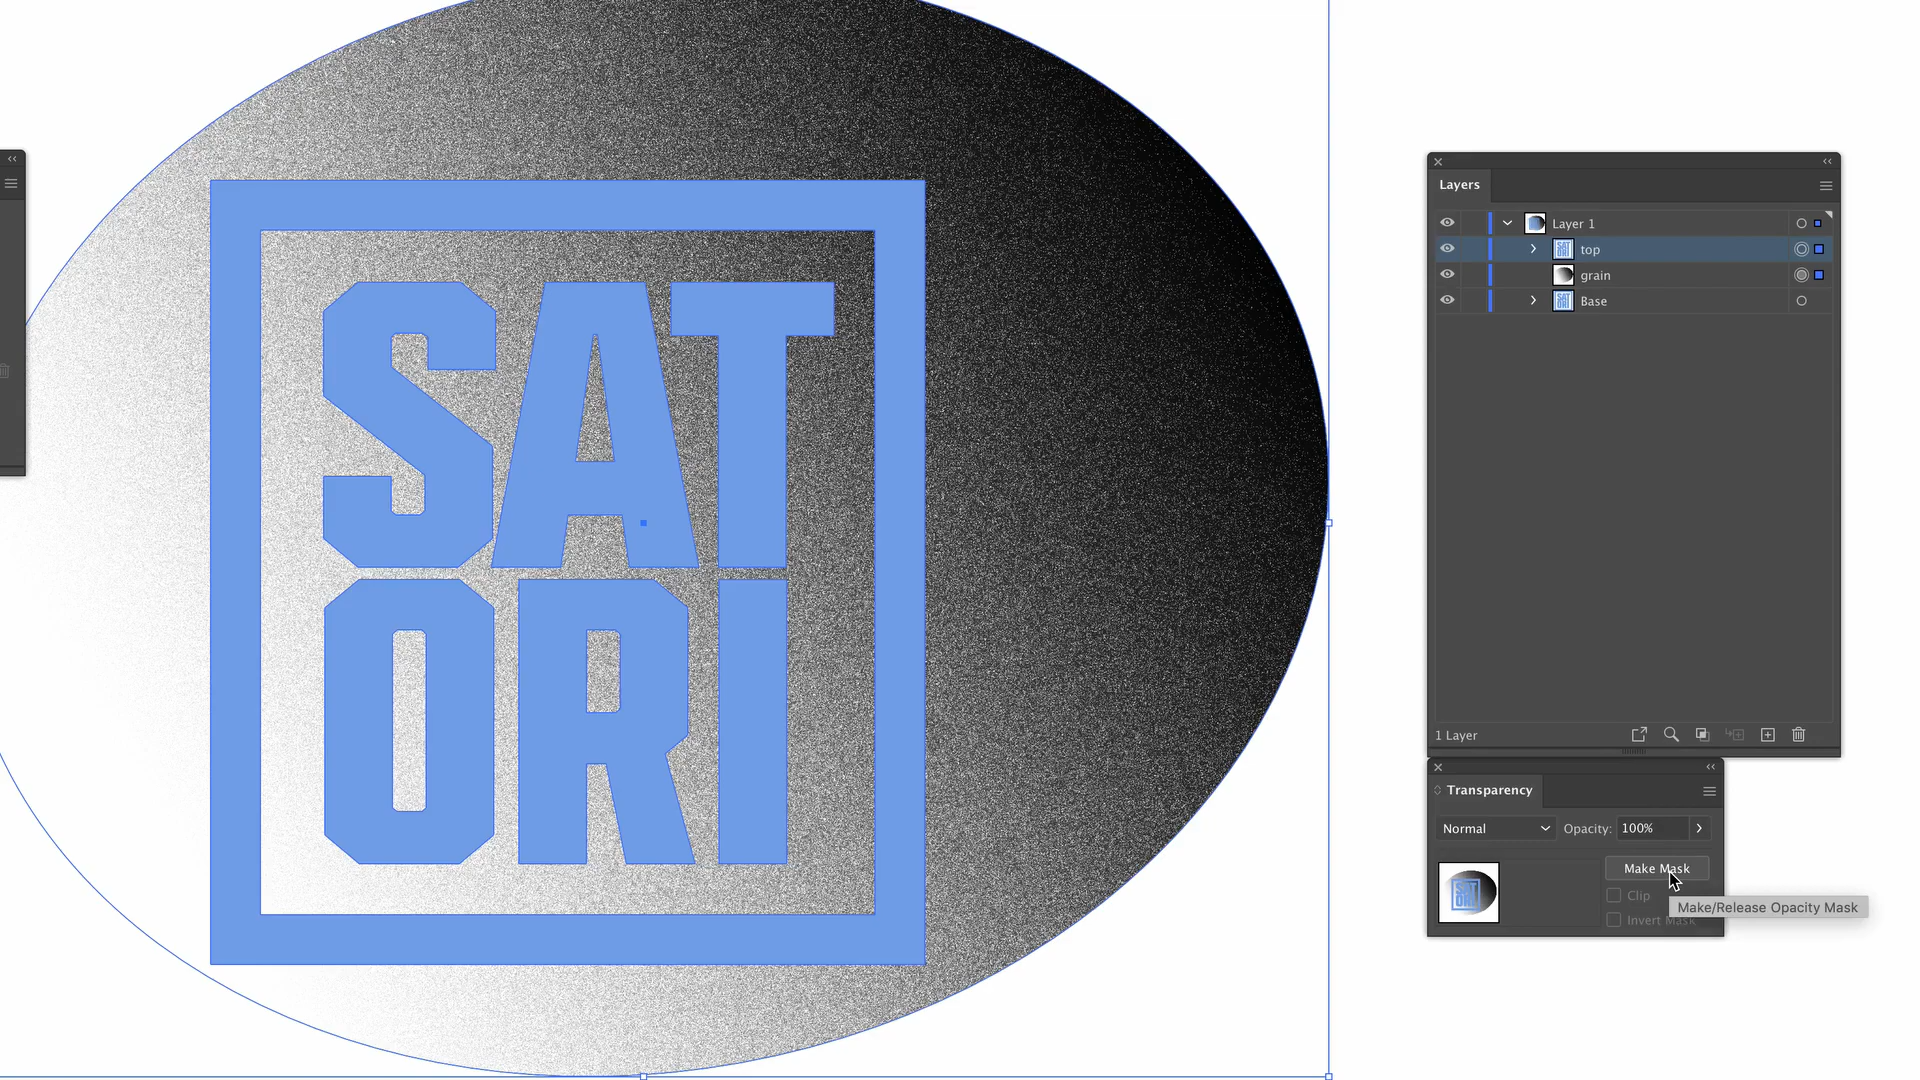 SAT
ORI
Layers
Layer 1
top
grain
Base
1 Layer
Transparency
Normal
Opacity: 100%
Make Mask
Clip
Make/Release Opacity Mask
Invert Mask